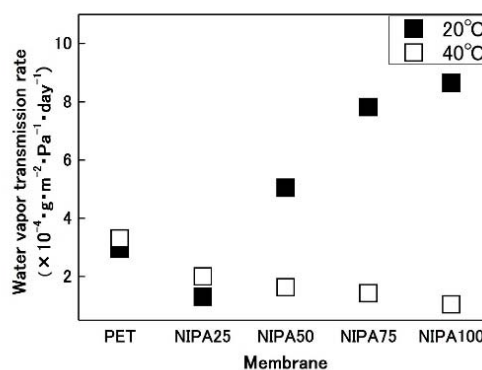 20℃
40℃
Water vapor transmission rate
(×10⁻⁴・g・m⁻²・Pa⁻¹・day⁻¹)
10
8
6
4
2
PET NIPA25 NIPA50 NIPA75 NIPA100
Membrane